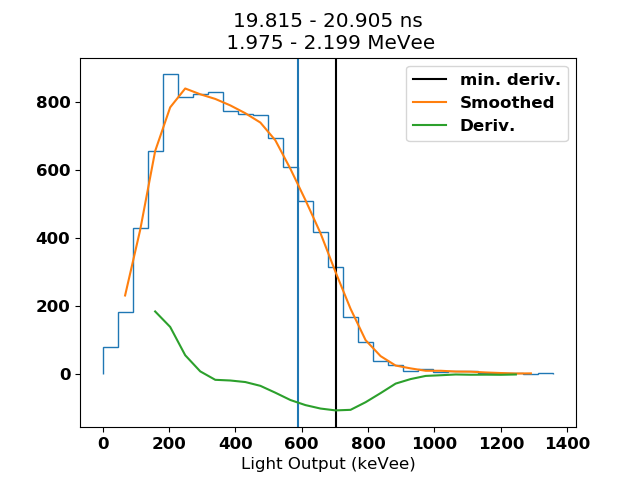 19.815 - 20.905 ns
1.975 - 2.199 MeVee
min. deriv.
Smoothed
Deriv.
800
600
400
200
0
0 200 400 600 800 1000 1200 1400
Light Output (keVee)